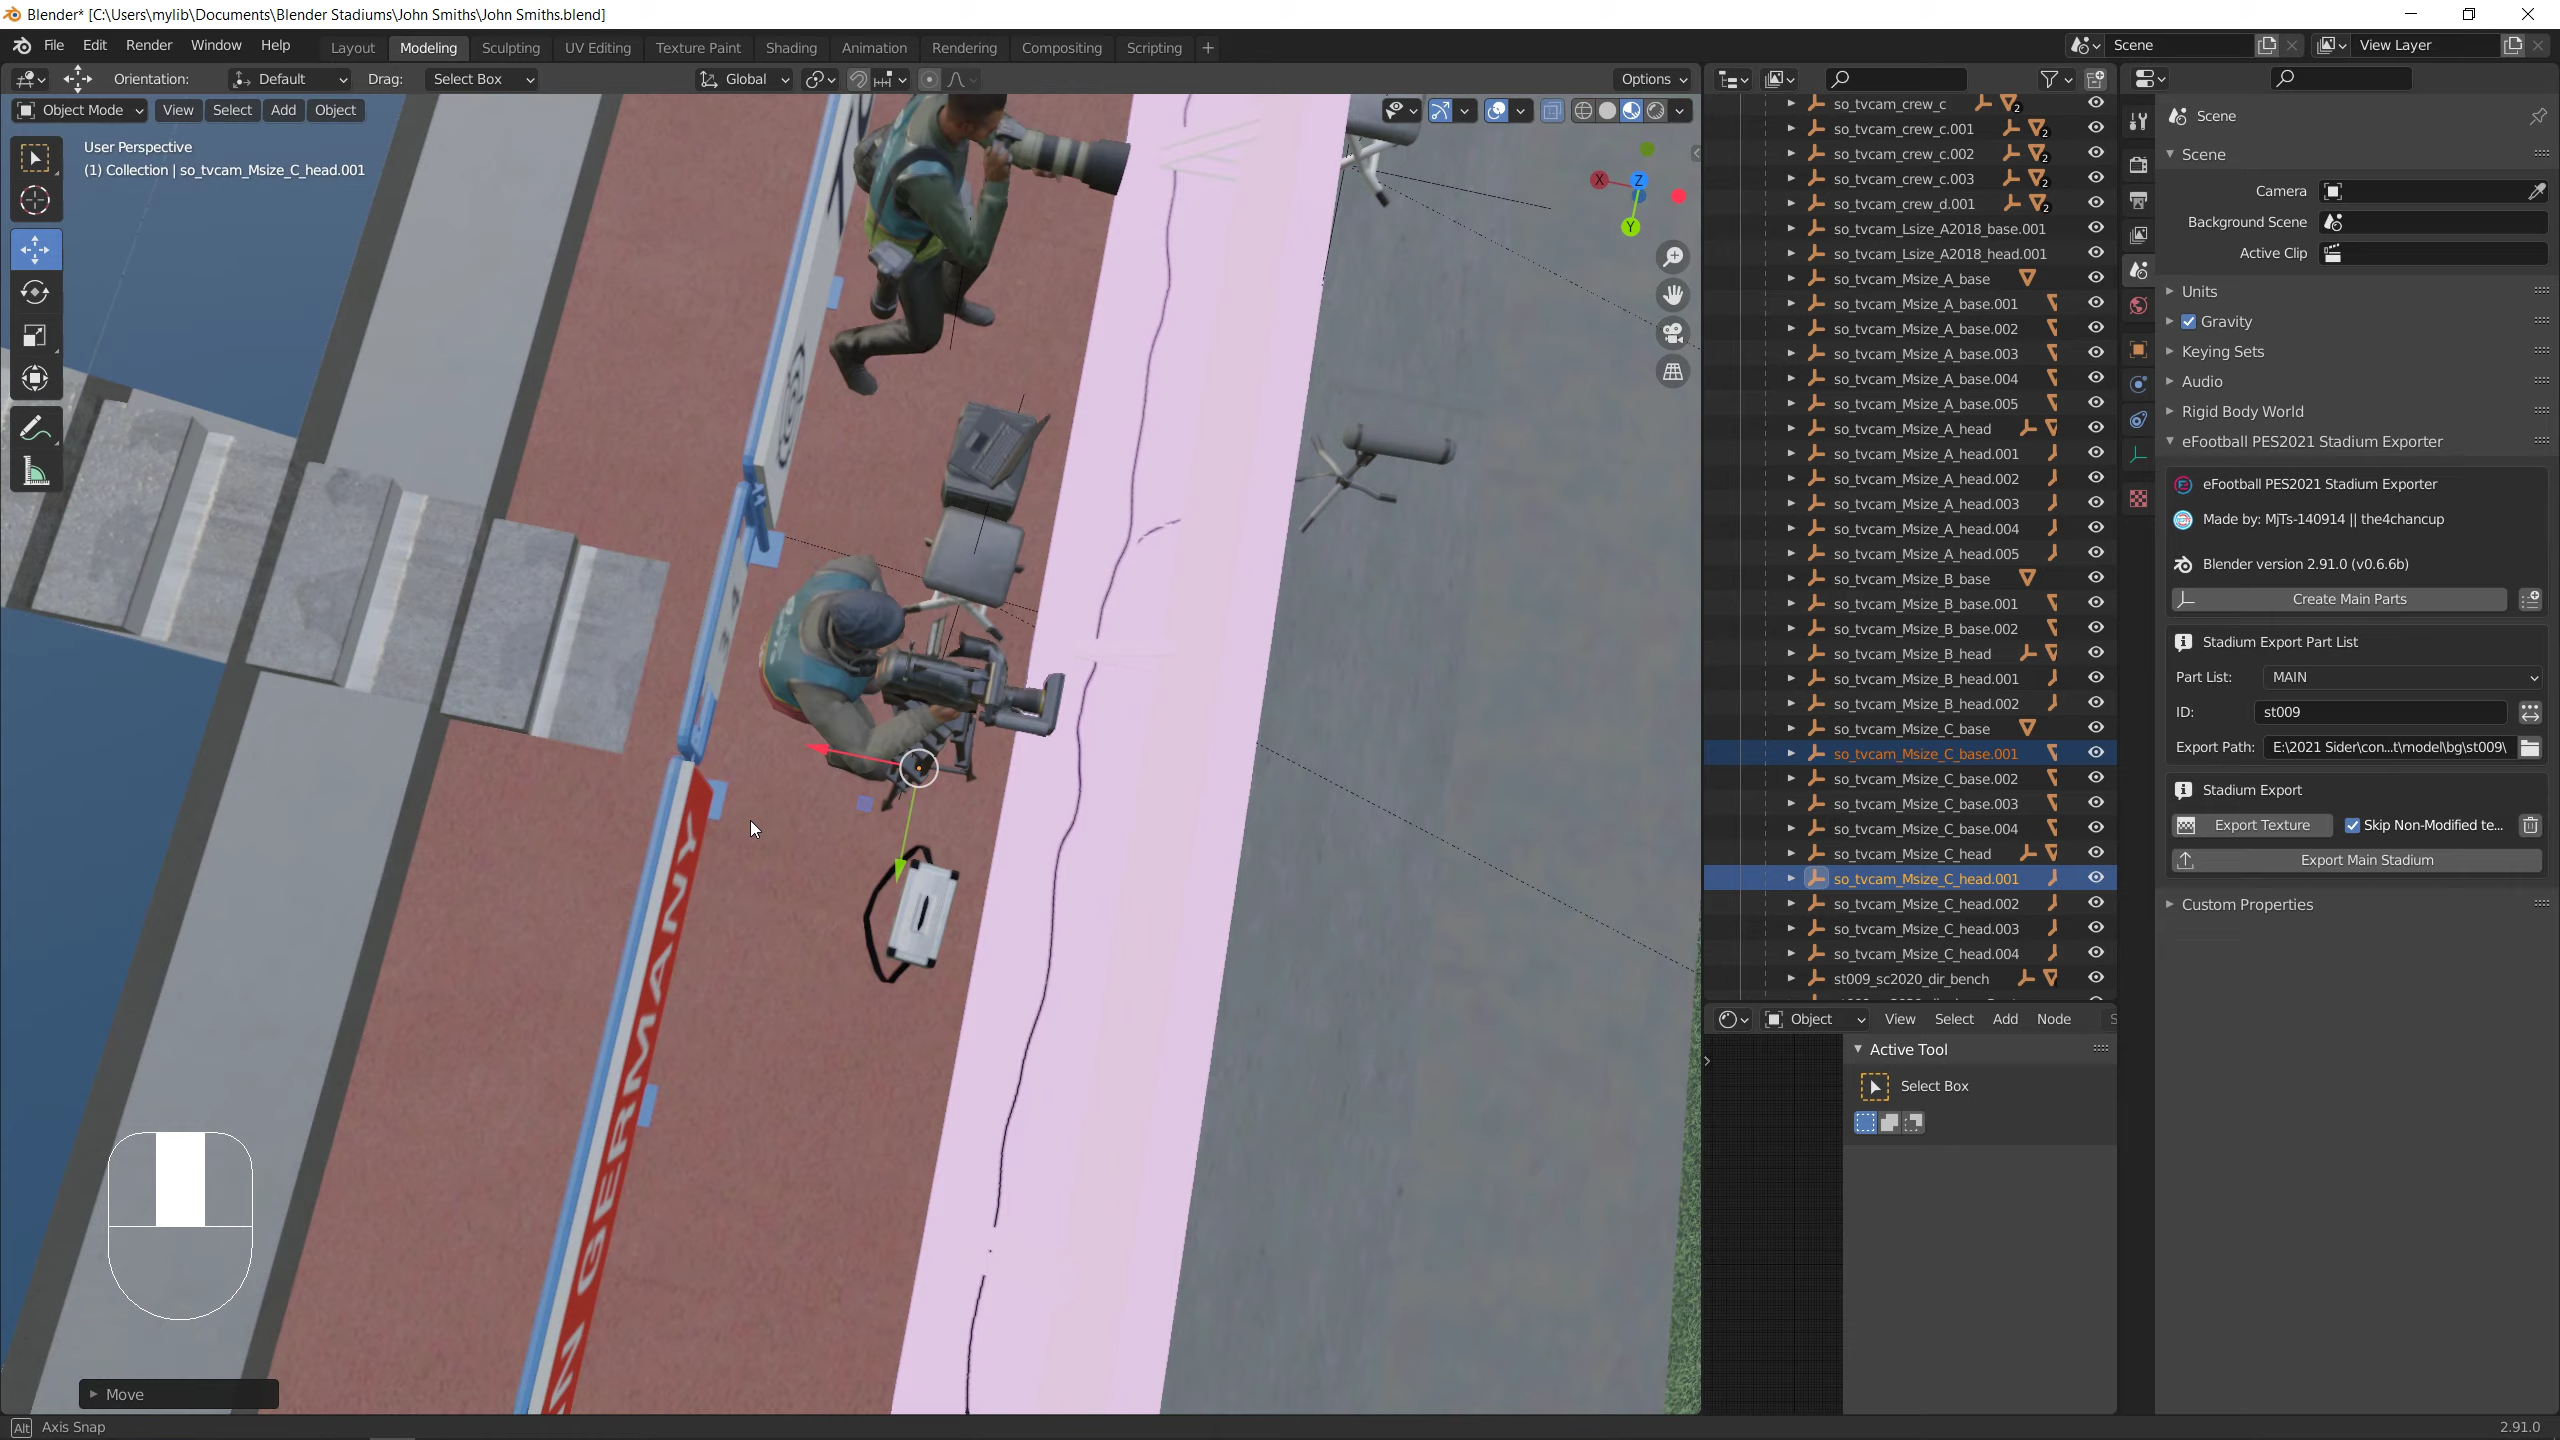 Blender* [C:\Users\mylib\Documents\Blender Stadiums\John Smiths\John Smiths.blend]
File Edit Render Window Help Layout Modeling Sculpting UV Editing Texture Paint Shading Animation Rendering Compositing Scripting + Scene View Layer
Orientation: Default Drag: Select Box Global Options
Object Mode View Select Add Object
User Perspective
(1) Collection | so_tvcam_Msize_C_head.001
X
Z
Y
GERMANY
Move
Alt Axis Snap
so_tvcam_crew_c 2
so_tvcam_crew_c.001 2
so_tvcam_crew_c.002 2
so_tvcam_crew_c.003 2
so_tvcam_crew_d.001 2
so_tvcam_Lsize_A2018_base.001
so_tvcam_Lsize_A2018_head.001
so_tvcam_Msize_A_base
so_tvcam_Msize_A_base.001
so_tvcam_Msize_A_base.002
so_tvcam_Msize_A_base.003
so_tvcam_Msize_A_base.004
so_tvcam_Msize_A_base.005
so_tvcam_Msize_A_head
so_tvcam_Msize_A_head.001
so_tvcam_Msize_A_head.002
so_tvcam_Msize_A_head.003
so_tvcam_Msize_A_head.004
so_tvcam_Msize_A_head.005
so_tvcam_Msize_B_base
so_tvcam_Msize_B_base.001
so_tvcam_Msize_B_base.002
so_tvcam_Msize_B_head
so_tvcam_Msize_B_head.001
so_tvcam_Msize_B_head.002
so_tvcam_Msize_C_base
so_tvcam_Msize_C_base.001
so_tvcam_Msize_C_base.002
so_tvcam_Msize_C_base.003
so_tvcam_Msize_C_base.004
so_tvcam_Msize_C_head
so_tvcam_Msize_C_head.001
so_tvcam_Msize_C_head.002
so_tvcam_Msize_C_head.003
so_tvcam_Msize_C_head.004
st009_sc2020_dir_bench
Object View Select Add Node
Active Tool
Select Box
Scene
Scene
Camera
Background Scene
Active Clip
Units
Gravity
Keying Sets
Audio
Rigid Body World
eFootball PES2021 Stadium Exporter
eFootball PES2021 Stadium Exporter
Made by: MjTs-140914 || the4chancup
Blender version 2.91.0 (v0.6.6b)
Create Main Parts
Stadium Export Part List
Part List: MAIN
ID: st009
Export Path: E:\2021 Sider\con...t\model\bg\st009\
Stadium Export
Export Texture Skip Non-Modified te...
Export Main Stadium
Custom Properties
2.91.0